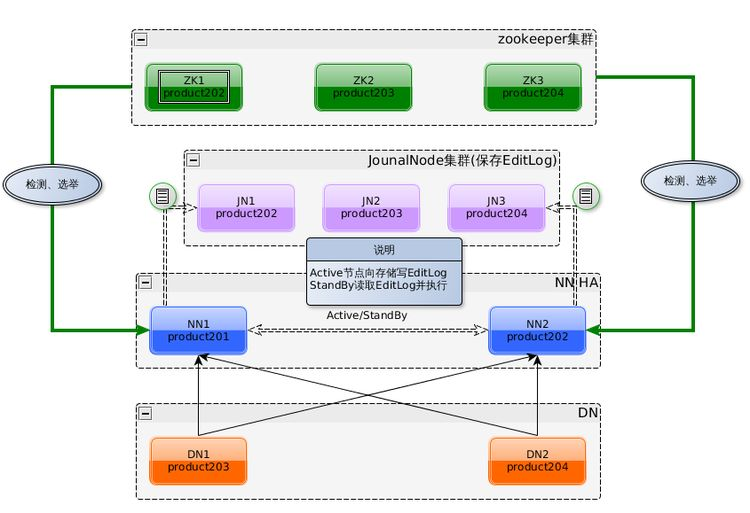 zookeeper集群
ZK1
product202
ZK2
product203
ZK3
product204
检测、选举
检测、选举
JounalNode集群(保存EditLog)
JN1
product202
JN2
product203
JN3
product204
说明
Active节点向存储写EditLog
StandBy读取EditLog并执行
NN HA
NN1
product201
Active/StandBy
NN2
product202
DN
DN1
product203
DN2
product204